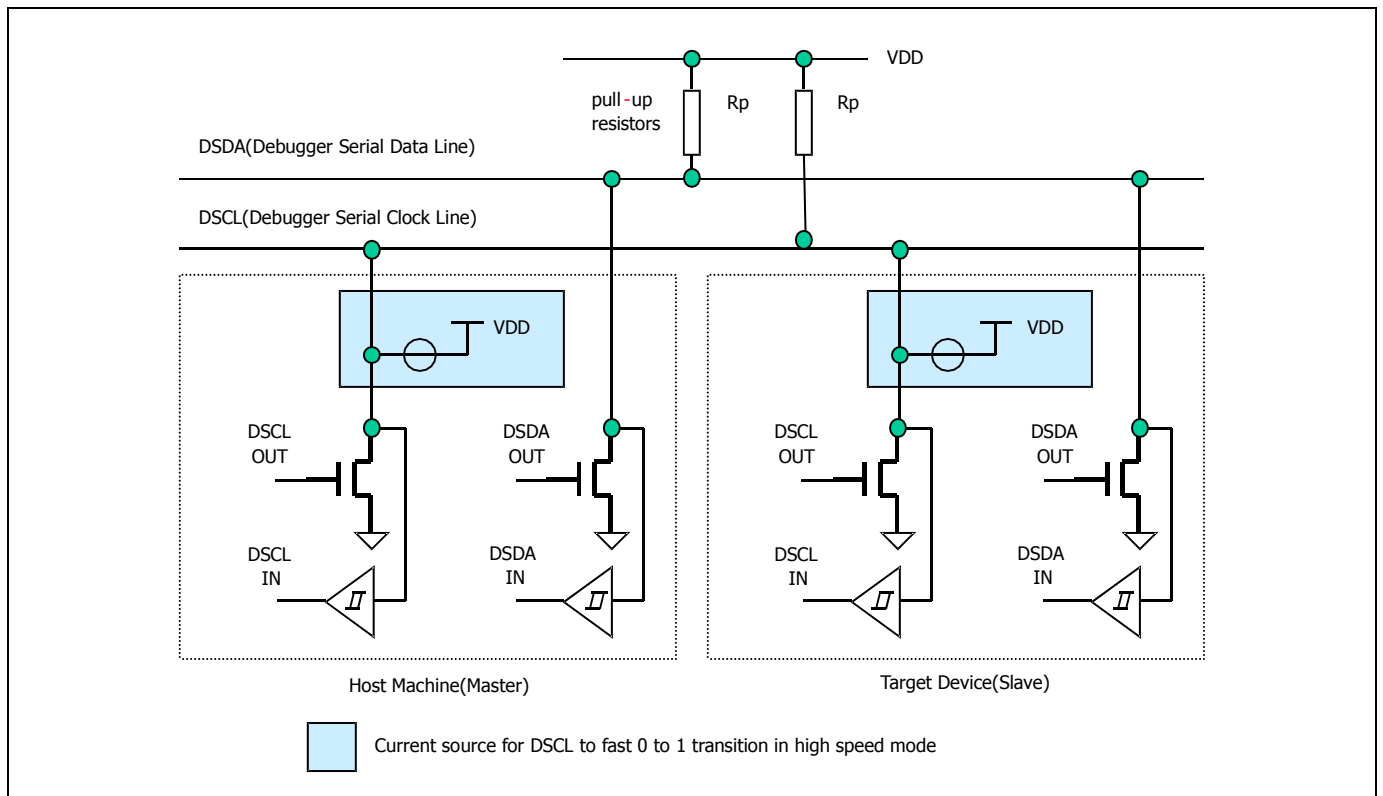 VDD
pull-up
resistors
Rp
Rp
DSDA(Debugger Serial Data Line)
DSCL(Debugger Serial Clock Line)
VDD
VDD
DSCL
OUT
DSDA
OUT
DSCL
OUT
DSDA
OUT
DSCL
IN
DSDA
IN
DSCL
IN
DSDA
IN
Host Machine(Master)
Target Device(Slave)
Current source for DSCL to fast 0 to 1 transition in high speed mode